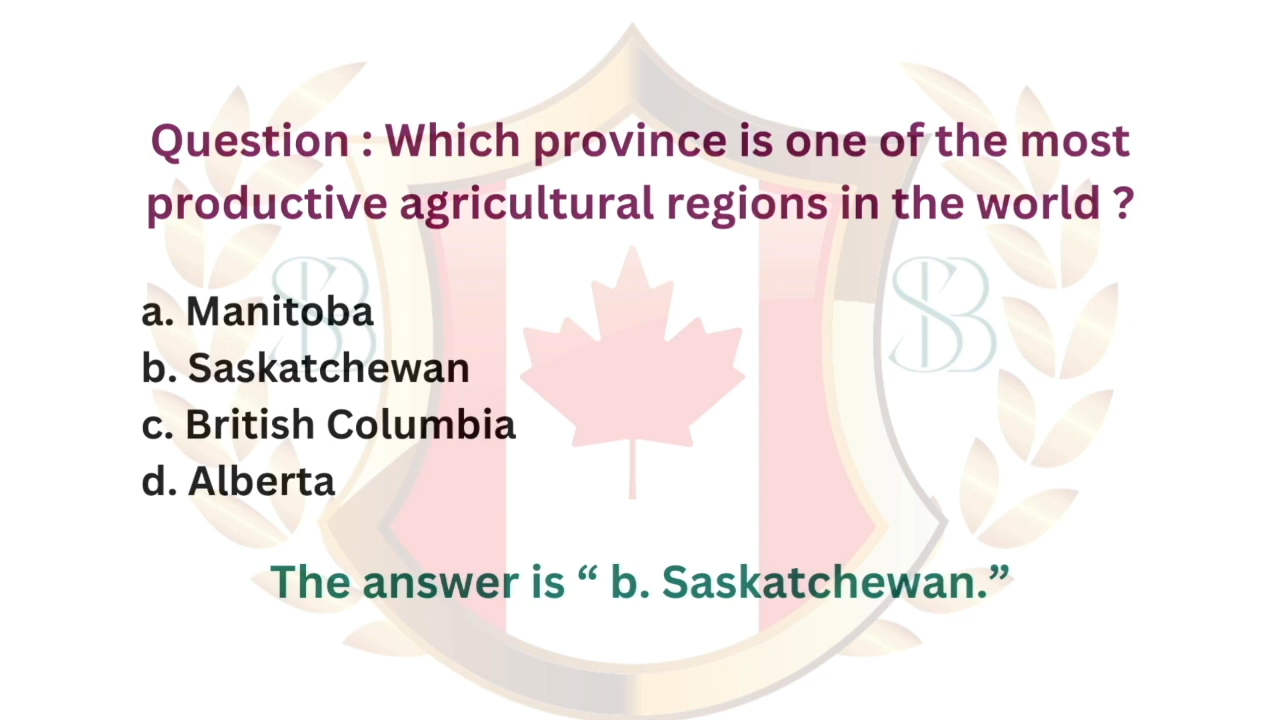 Question : Which province is one of the most
productive agricultural regions in the world ?
a. Manitoba
b. Saskatchewan
c. British Columbia
d. Alberta
The answer is “ b. Saskatchewan.”